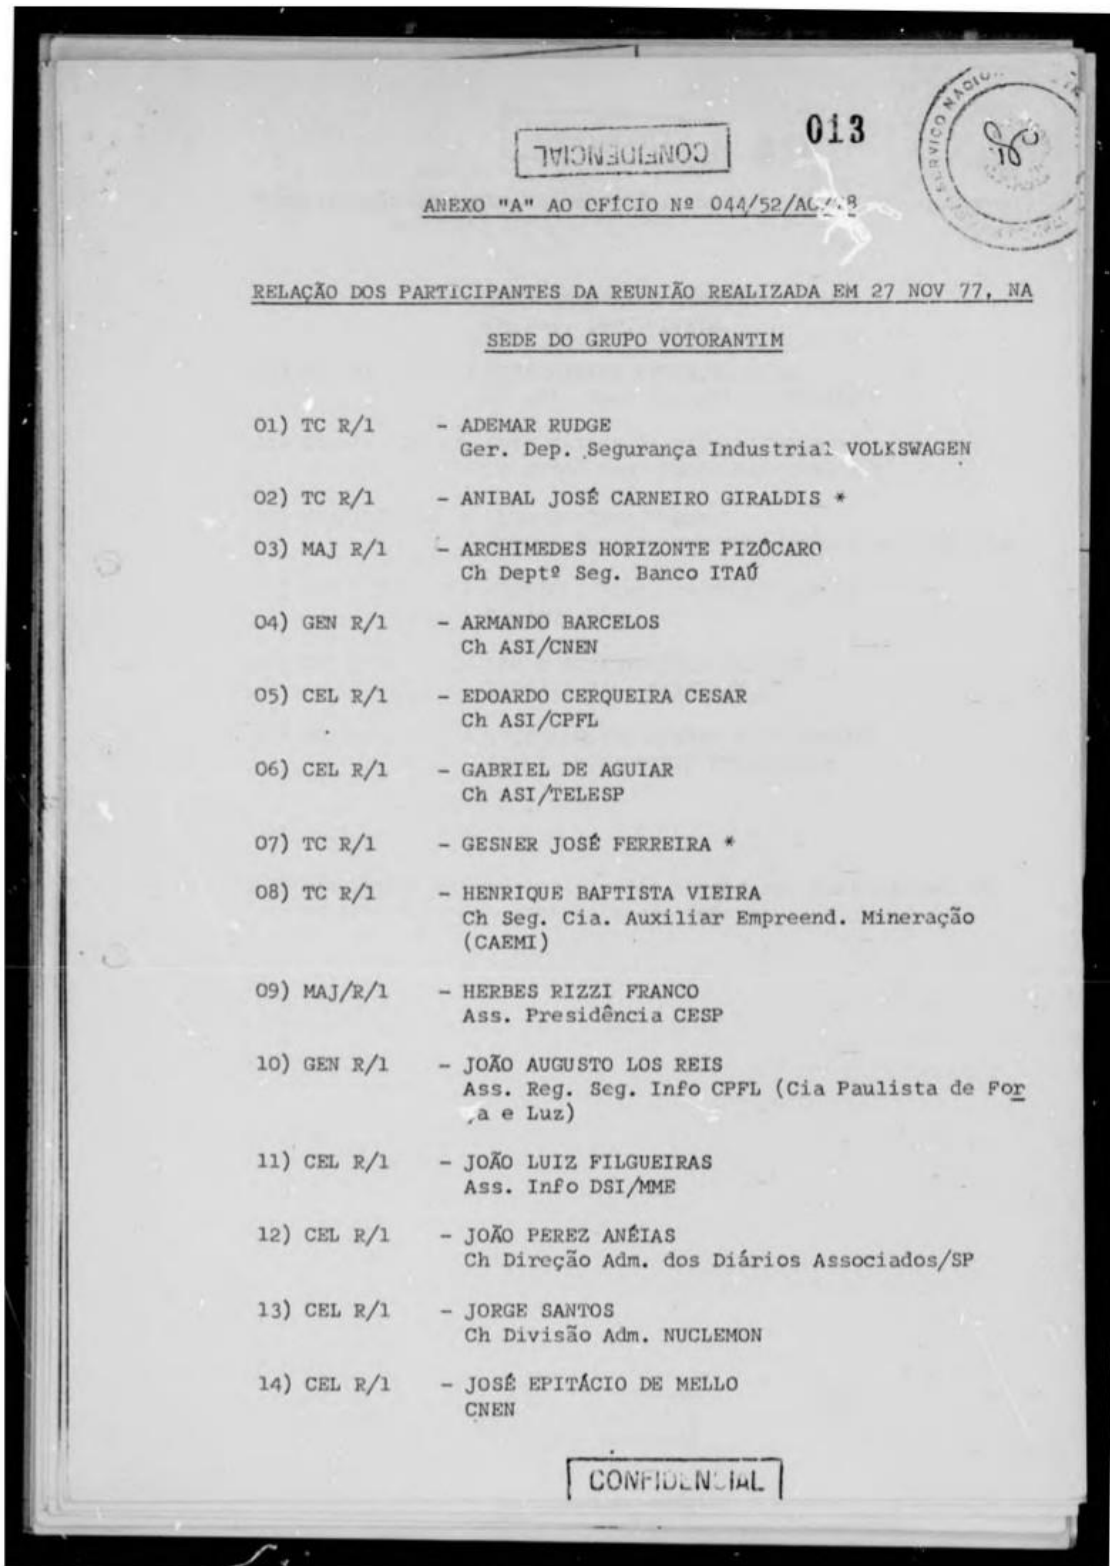 013
CONFIDENCIAL
SERVIÇO NACIONAL
ANEXO "A" AO OFÍCIO Nº
RELAÇÃO DOS PARTICIPANTES DA REUNIÃO REALIZADA EM 27 NOV 77, NA
SEDE DO GRUPO VOTORANTIM
01) TC R/1 - ADEMAR RUDGE
Ger. Dep. Segurança Industrial VOLKSWAGEN
02) TC R/1 - ANIBAL JOSÉ CARNEIRO GIRALDIS *
03) MAJ R/1 - ARCHIMEDES HORIZONTE PIZÔCARO
Ch Deptº Seg. Banco ITAÚ
04) GEN R/1 - ARMANDO BARCELOS
Ch ASI/CNEN
05) CEL R/1 - EDOARDO CERQUEIRA CESAR
Ch ASI/CPFL
06) CEL R/1 - GABRIEL DE AGUIAR
Ch ASI/TELESP
07) TC R/1 - GESNER JOSÉ FERREIRA *
08) TC R/1 - HENRIQUE BAPTISTA VIEIRA
Ch Seg. Cia. Auxiliar Empreend. Mineração
(CAEMI)
09) MAJ/R/1 - HERBES RIZZI FRANCO
Ass. Presidência CESP
10) GEN R/1 - JOÃO AUGUSTO LOS REIS
Ass. Reg. Seg. Info CPFL (Cia Paulista de For
ça e Luz)
11) CEL R/1 - JOÃO LUIZ FILGUEIRAS
Ass. Info DSI/MME
12) CEL R/1 - JOÃO PEREZ ANÉIAS
Ch Direção Adm. dos Diários Associados/SP
13) CEL R/1 - JORGE SANTOS
Ch Divisão Adm. NUCLEMON
14) CEL R/1 - JOSÉ EPITÁCIO DE MELLO
CNEN
CONFIDENCIAL